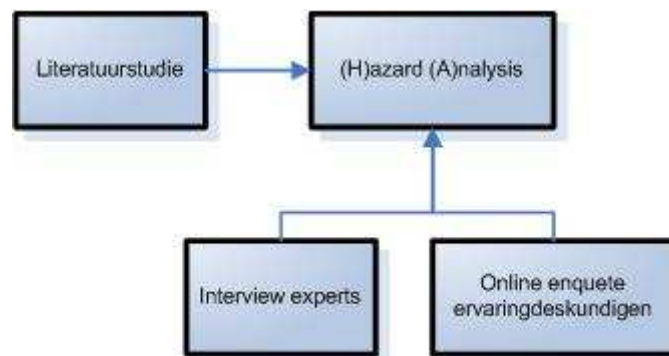 Literatuurstudie
(H)azard (A)nalysis
Interview experts
Online enquete
ervaringdeskundigen